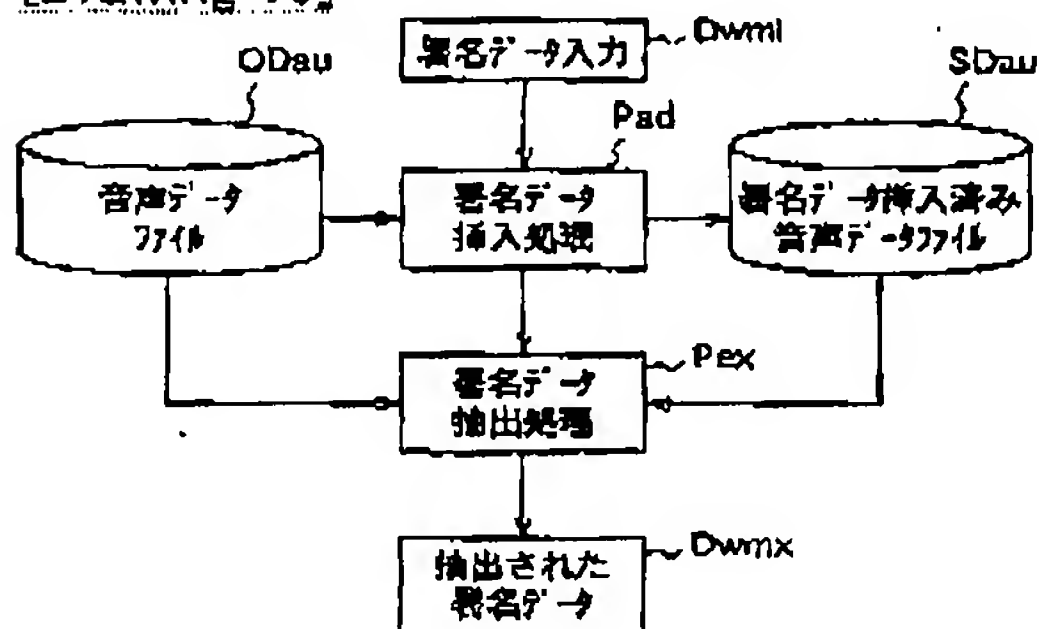 Dwmi
署名データ入力
ODau
SDau
Pad
音声データ
ファイル
署名データ
挿入処理
署名データ挿入済み
音声データファイル
Pex
署名データ
抽出処理
Dwmx
抽出された
署名データ